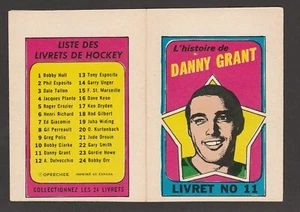 LISTE DES
LIVRETS DE HOCKEY
1 Bobby Hull
2 Phil Esposito
3 Dale Tallon
4 Jacques Plante
5 Roger Crozier
6 Henri Richard
7 Ed Giacomin
8 Gil Perreault
9 Greg Polis
10 Bobby Clarke
11 Danny Grant
12 A. Delvecchio
13 Tony Esposito
14 Garry Unger
15 F. St. Marseille
16 Dave Keon
17 Ken Dryden
18 Rod Gilbert
19 Juha Widing
20 O. Kurtenbach
21 Jude Drouin
22 Gary Smith
23 Gordie Howe
24 Bobby Orr
© OPEECHEE
IMPRIMÉ AU CANADA
COLLECTIONNEZ LES 24 LIVRETS
L'histoire de
DANNY GRANT
LIVRET NO 11